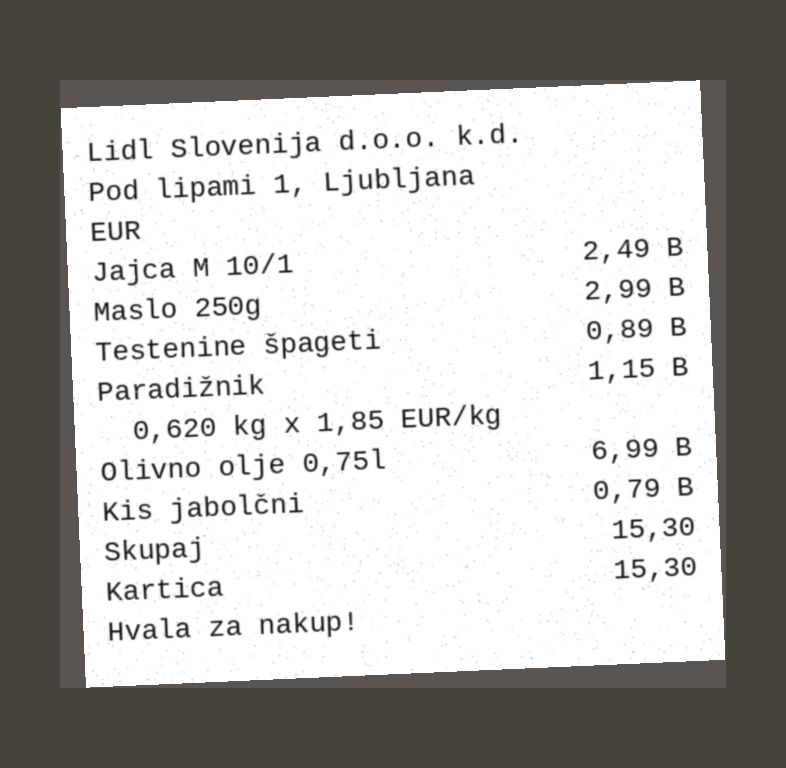 Lidl Slovenija d.o.o. k.d.
Pod lipami 1, Ljubljana
EUR
Jajca M 10/1 2,49 B
Maslo 250g 2,99 B
Testenine špageti 0,89 B
Paradižnik 1,15 B
0,620 kg x 1,85 EUR/kg
Olivno olje 0,75l 6,99 B
Kis jabolčni 0,79 B
Skupaj 15,30
Kartica 15,30
Hvala za nakup!